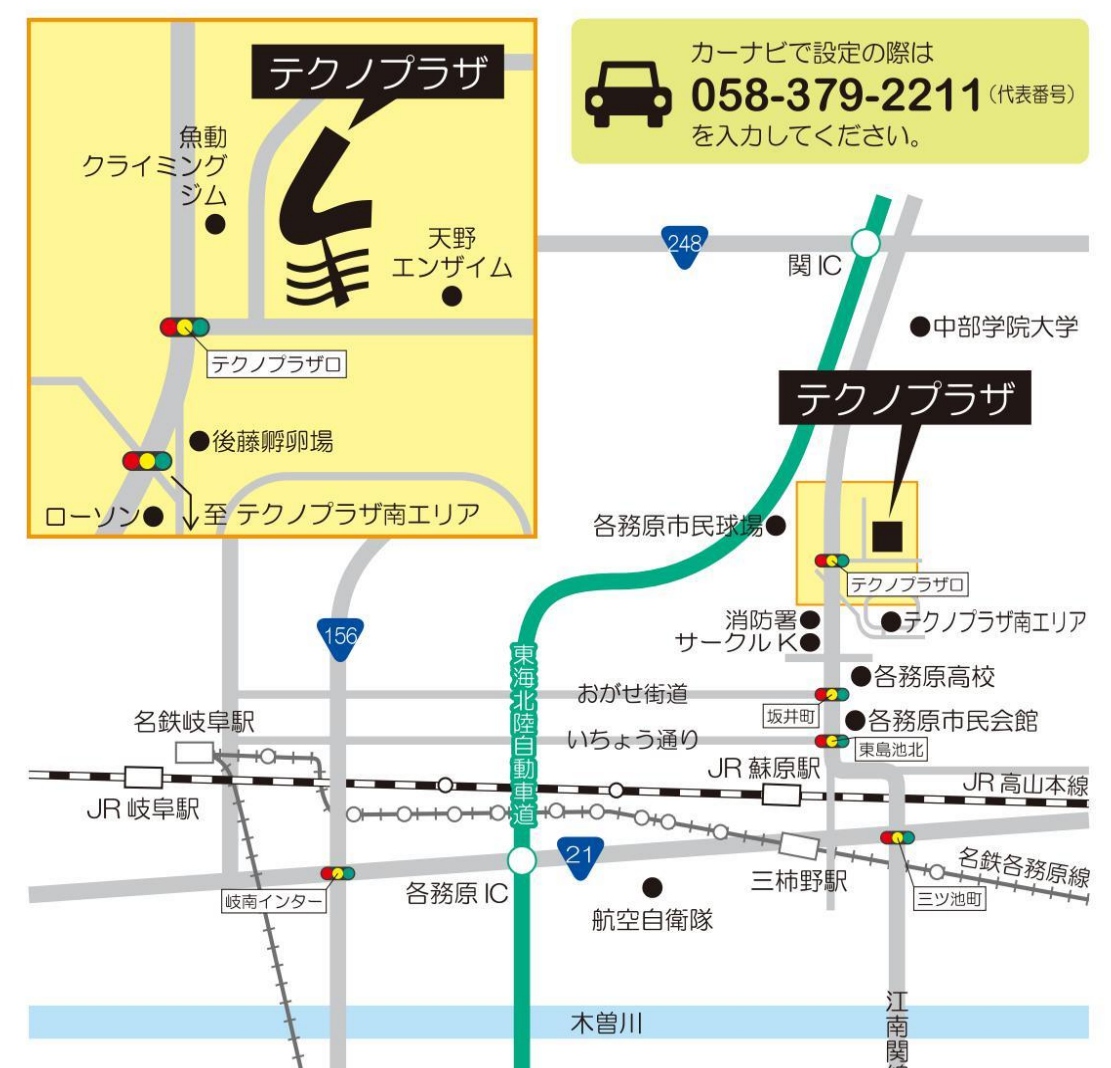 テクノプラザ
魚動
クライミング
ジム
天野
エンザイム
テクノプラザ口
後藤孵卵場
ローソン
至 テクノプラザ南エリア
カーナビで設定の際は
058-379-2211(代表番号)
を入力してください。
248
関IC
中部学院大学
テクノプラザ
各務原市民球場
テクノプラザ口
消防署
テクノプラザ南エリア
サークルK
156
東海北陸自動車道
各務原高校
おがせ街道
坂井町
各務原市民会館
名鉄岐阜駅
いちょう通り
東島池北
JR 蘇原駅
JR 高山本線
JR 岐阜駅
21
名鉄各務原線
各務原IC
三柿野駅
岐南インター
三ツ池町
航空自衛隊
木曽川
江南関